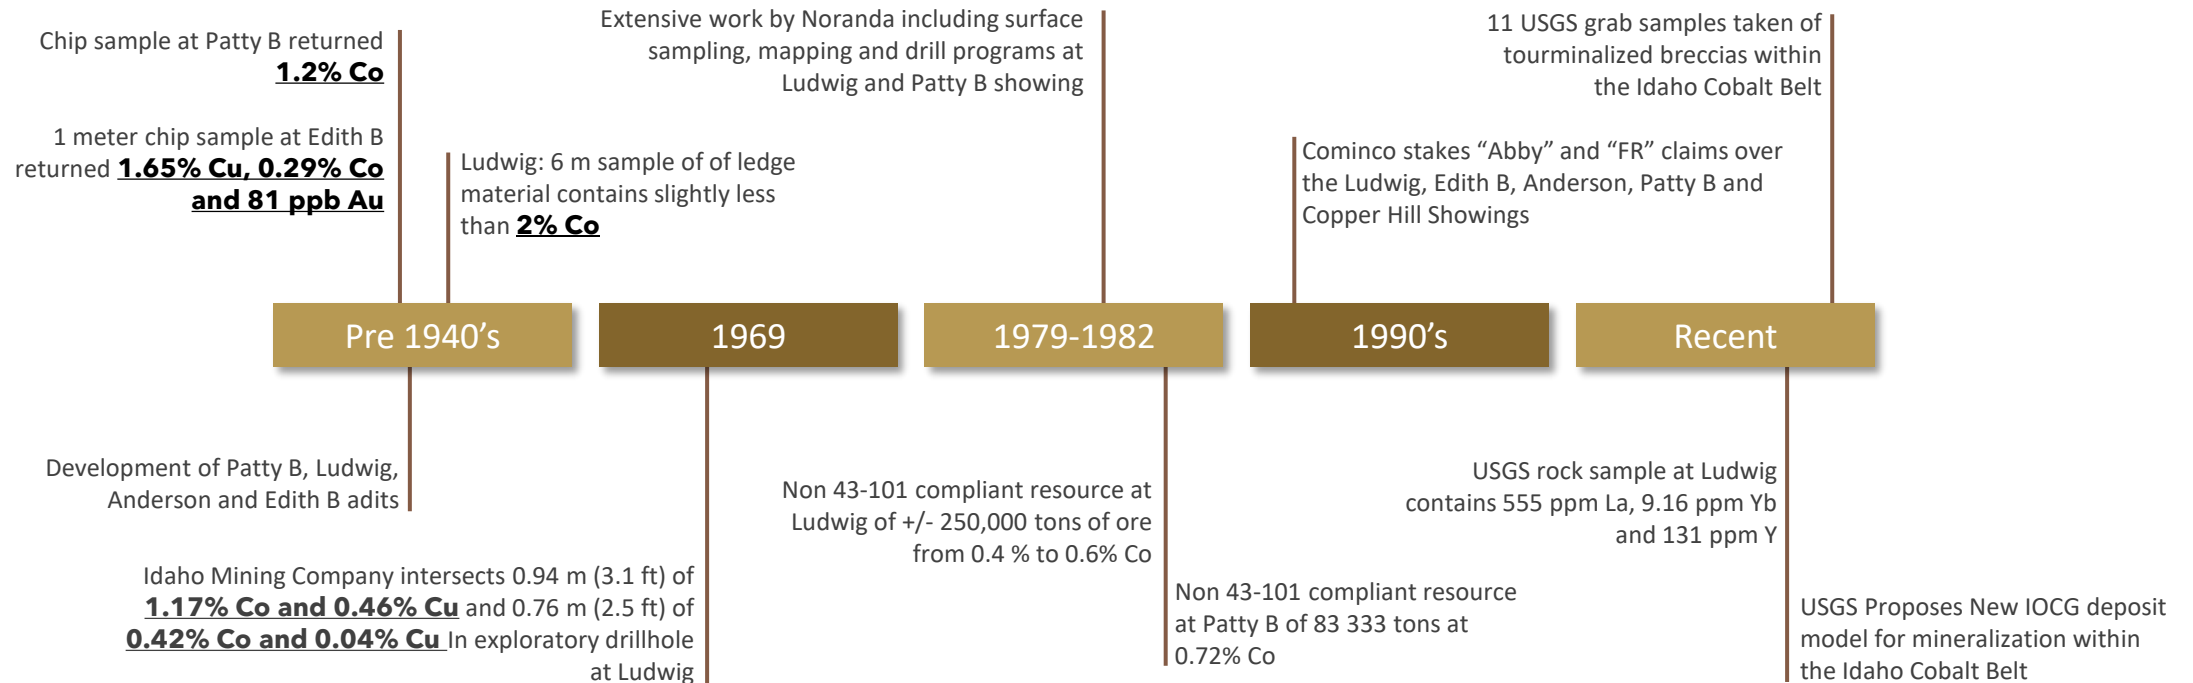 Chip sample at Patty B returned
1.2% Co
1 meter chip sample at Edith B
returned 1.65% Cu, 0.29% Co
and 81 ppb Au
Ludwig: 6 m sample of of ledge
material contains slightly less
than 2% Co
Extensive work by Noranda including surface
sampling, mapping and drill programs at
Ludwig and Patty B showing
Cominco stakes “Abby” and “FR” claims over
the Ludwig, Edith B, Anderson, Patty B and
Copper Hill Showings
11 USGS grab samples taken of
tourminalized breccias within
the Idaho Cobalt Belt
Pre 1940’s
1969
1979-1982
1990’s
Recent
Development of Patty B, Ludwig,
Anderson and Edith B adits
Idaho Mining Company intersects 0.94 m (3.1 ft) of
1.17% Co and 0.46% Cu and 0.76 m (2.5 ft) of
0.42% Co and 0.04% Cu In exploratory drillhole
at Ludwig
Non 43-101 compliant resource at
Ludwig of +/- 250,000 tons of ore
from 0.4 % to 0.6% Co
Non 43-101 compliant resource
at Patty B of 83 333 tons at
0.72% Co
USGS rock sample at Ludwig
contains 555 ppm La, 9.16 ppm Yb
and 131 ppm Y
USGS Proposes New IOCG deposit
model for mineralization within
the Idaho Cobalt Belt